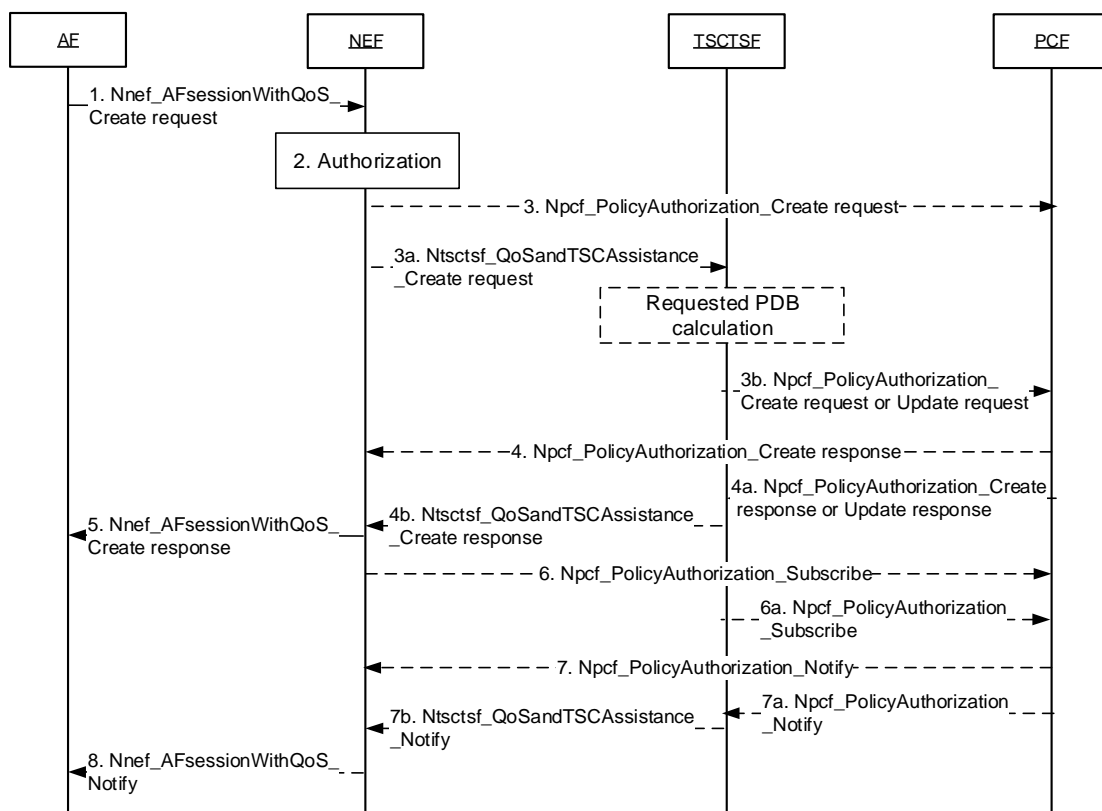 AF
NEF
TSCTSF
PCF
1. Nnef_AFsessionWithQoS_
Create request
2. Authorization
3. Npcf_PolicyAuthorization_Create request
3a. Ntsctsf_QoSandTSCAssistance
_Create request
Requested PDB
calculation
3b. Npcf_PolicyAuthorization_
Create request or Update request
4. Npcf_PolicyAuthorization_Create response
4a. Npcf_PolicyAuthorization_Create
response or Update response
4b. Ntsctsf_QoSandTSCAssistance
_Create response
5. Nnef_AFsessionWithQoS_
Create response
6. Npcf_PolicyAuthorization_Subscribe
6a. Npcf_PolicyAuthorization
_Subscribe
7. Npcf_PolicyAuthorization_Notify
7a. Npcf_PolicyAuthorization
_Notify
7b. Ntsctsf_QoSandTSCAssistance
_Notify
8. Nnef_AFsessionWithQoS_
Notify